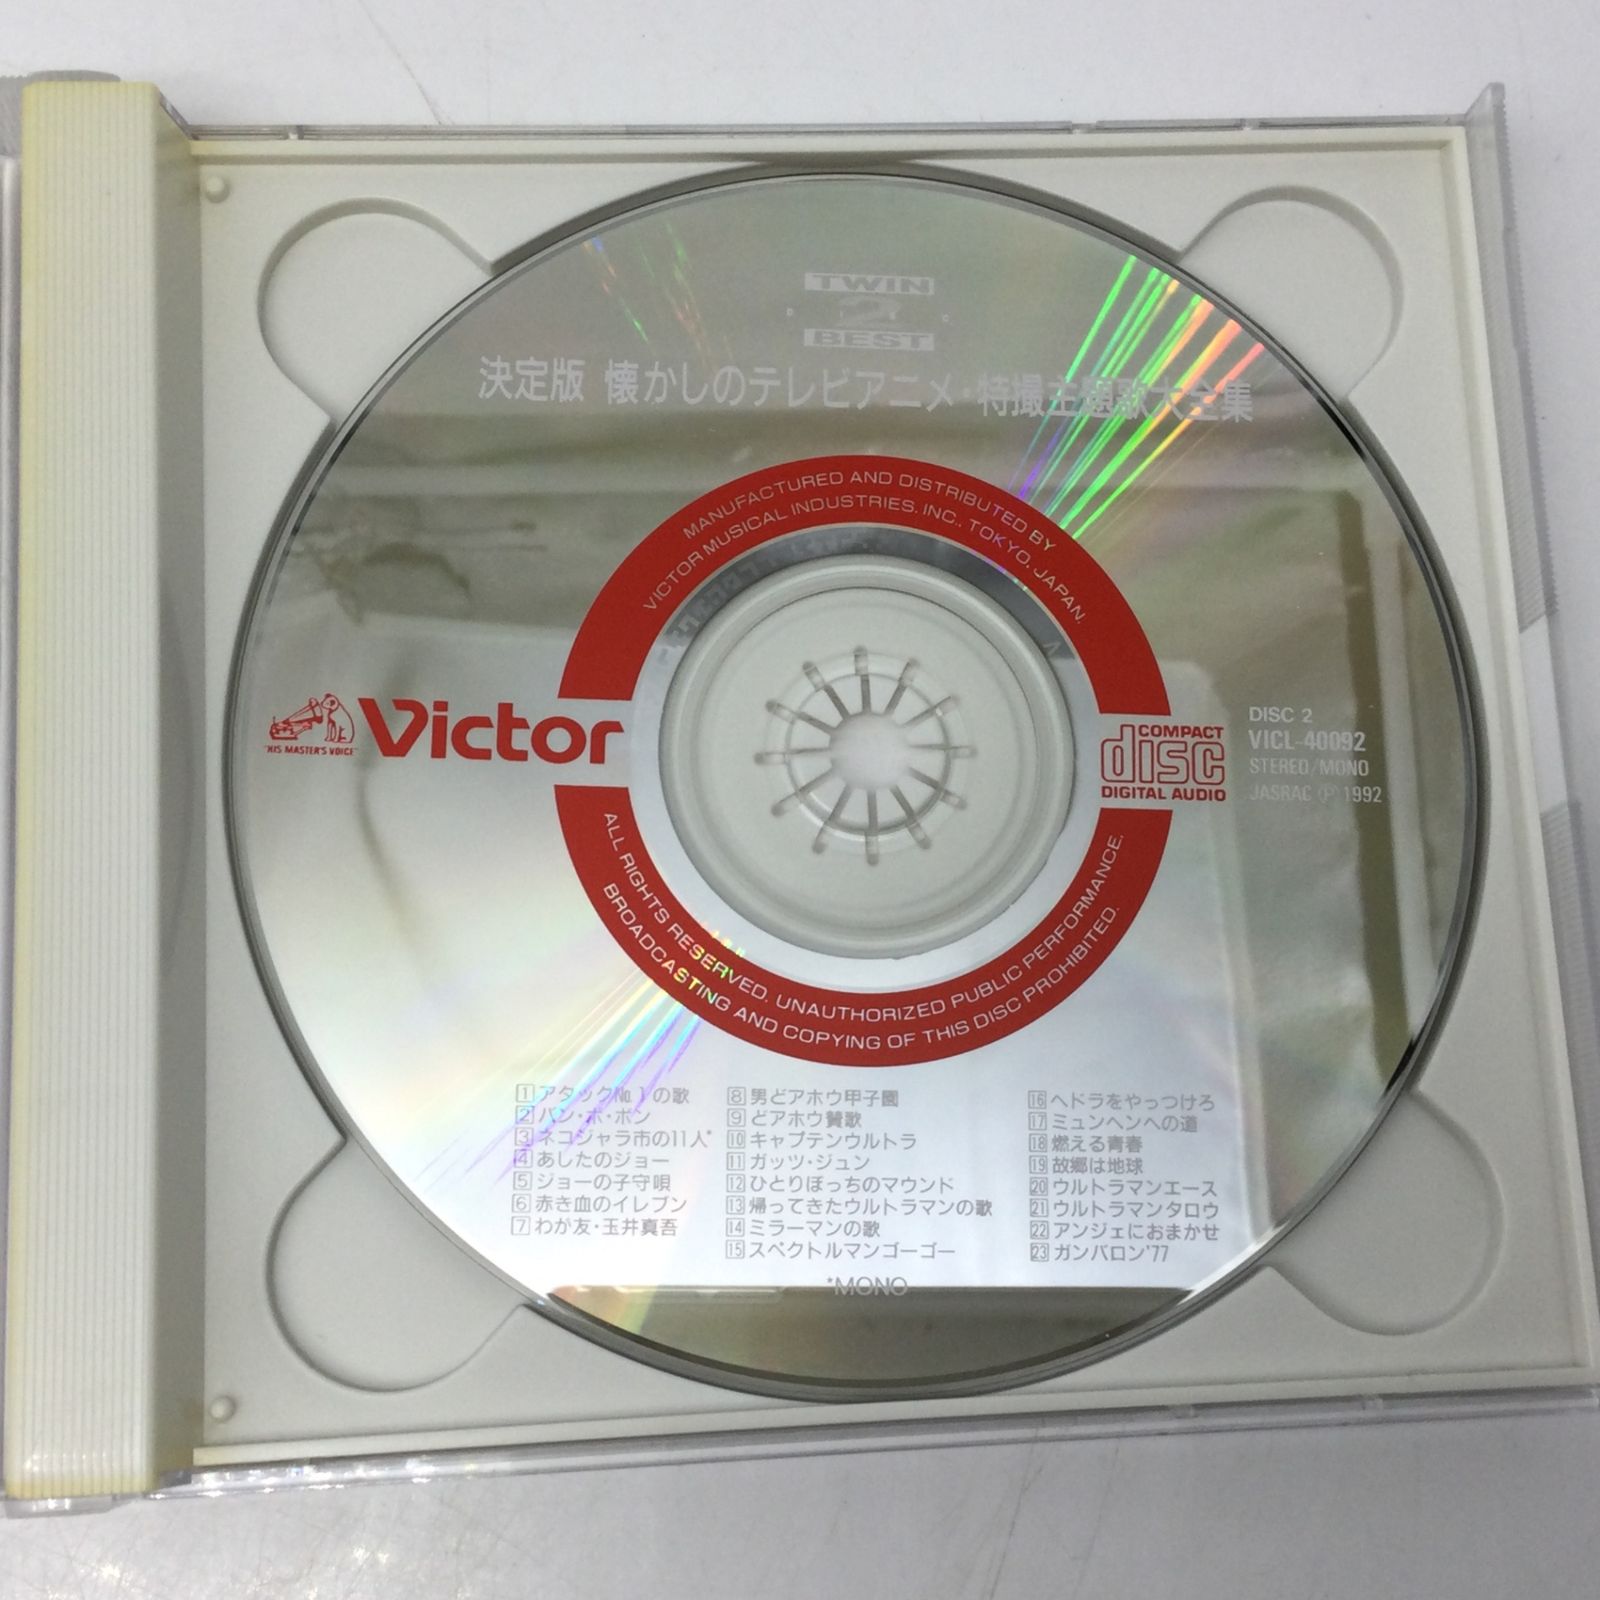 TWIN
2
BEST
決定版 懐かしのテレビアニメ・特撮主題歌大全集
MANUFACTURED AND DISTRIBUTED BY
VICTOR MUSICAL INDUSTRIES. INC., TOKYO, JAPAN.
"HIS MASTER'S VOICE"
Victor
COMPACT
disc
DIGITAL AUDIO
DISC 2
VICL-40092
STEREO/MONO
JASRAC Ⓟ 1992
ALL RIGHTS RESERVED. UNAUTHORIZED PUBLIC PERFORMANCE.
BROADCASTING AND COPYING OF THIS DISC PROHIBITED.
1 アタック№1の歌
2 バン・ボ・ボン
3 ネコジャラ市の11人*
4 あしたのジョー
5 ジョーの子守唄
6 赤き血のイレブン
7 わが友・玉井真吾
8 男どアホウ甲子園
9 どアホウ賛歌
10 キャプテンウルトラ
11 ガッツ・ジュン
12 ひとりぼっちのマウンド
13 帰ってきたウルトラマンの歌
14 ミラーマンの歌
15 スペクトルマンゴーゴー
16 ヘドラをやっつけろ
17 ミュンヘンへの道
18 燃える青春
19 故郷は地球
20 ウルトラマンエース
21 ウルトラマンタロウ
22 アンジェにおまかせ
23 ガンバロン'77
*MONO